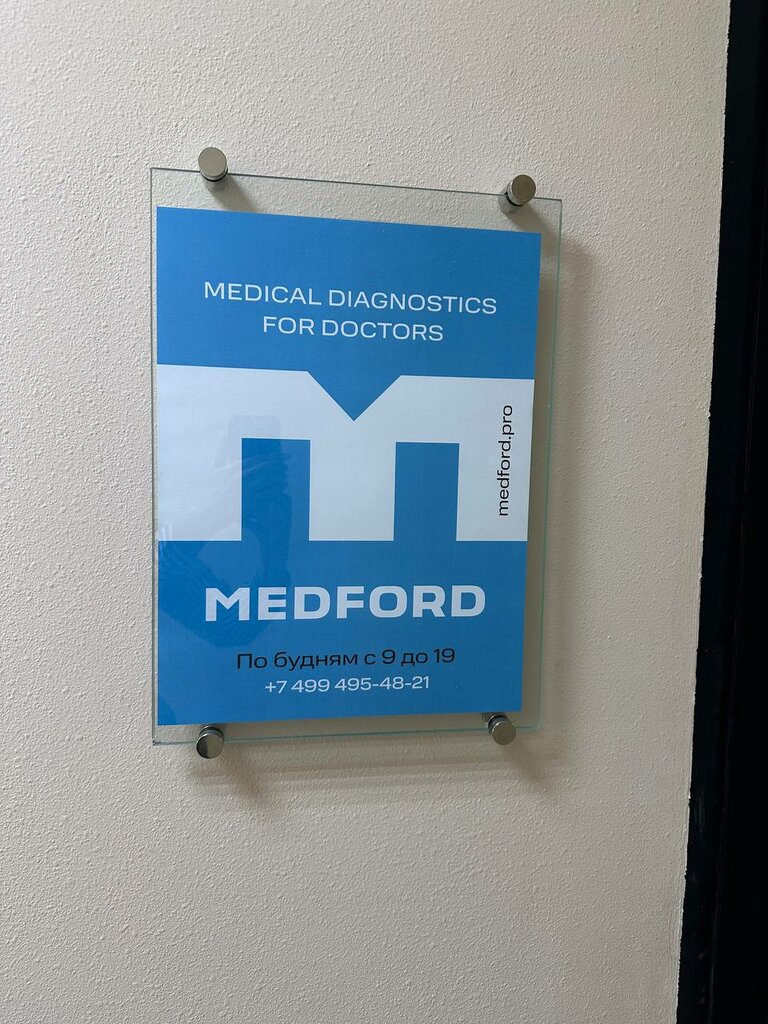 MEDICAL DIAGNOSTICS
FOR DOCTORS
medford.pro
MEDFORD
По будням с 9 до 19
+7 499 495-48-21